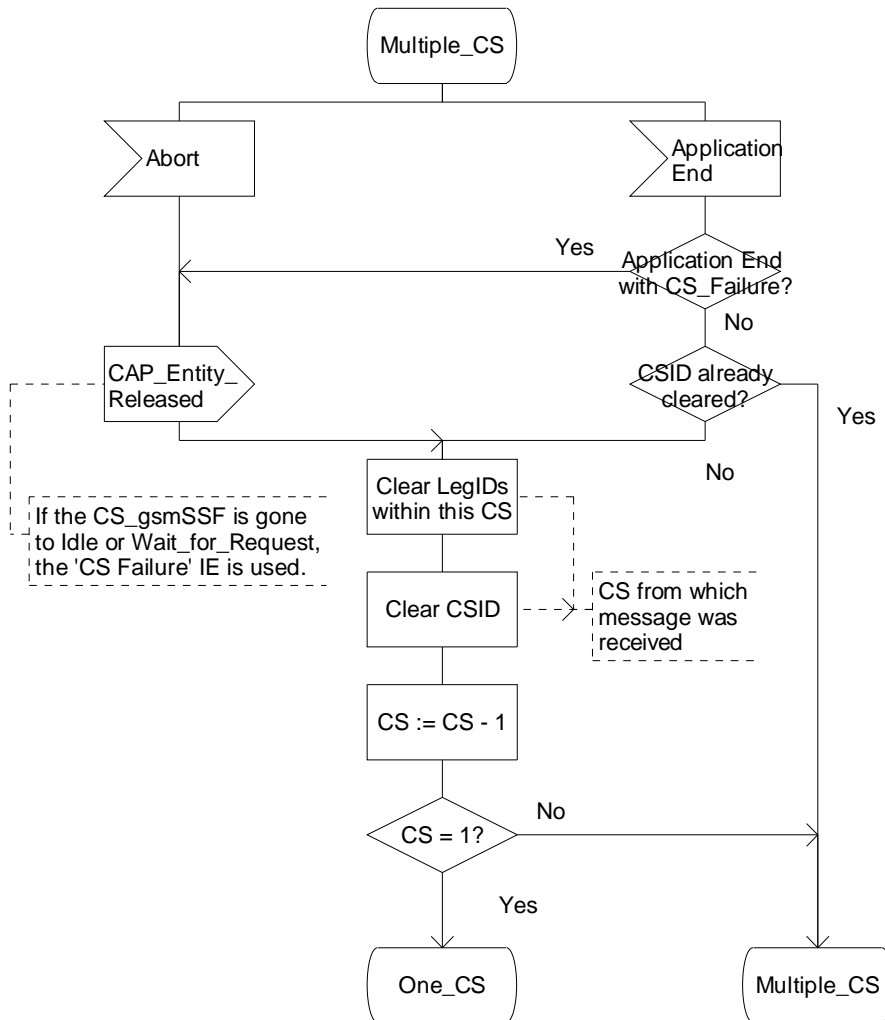 Multiple_CS
Abort
Application
End
Yes
Application End
with CS_Failure?
No
CAP_Entity_
Released
CSID already
cleared?
Yes
No
Clear LegIDs
within this CS
If the CS_gsmSSF is gone
to Idle or Wait_for_Request,
the 'CS Failure' IE is used.
Clear CSID
CS from which
message was
received
CS := CS - 1
CS = 1?
No
Yes
One_CS
Multiple_CS